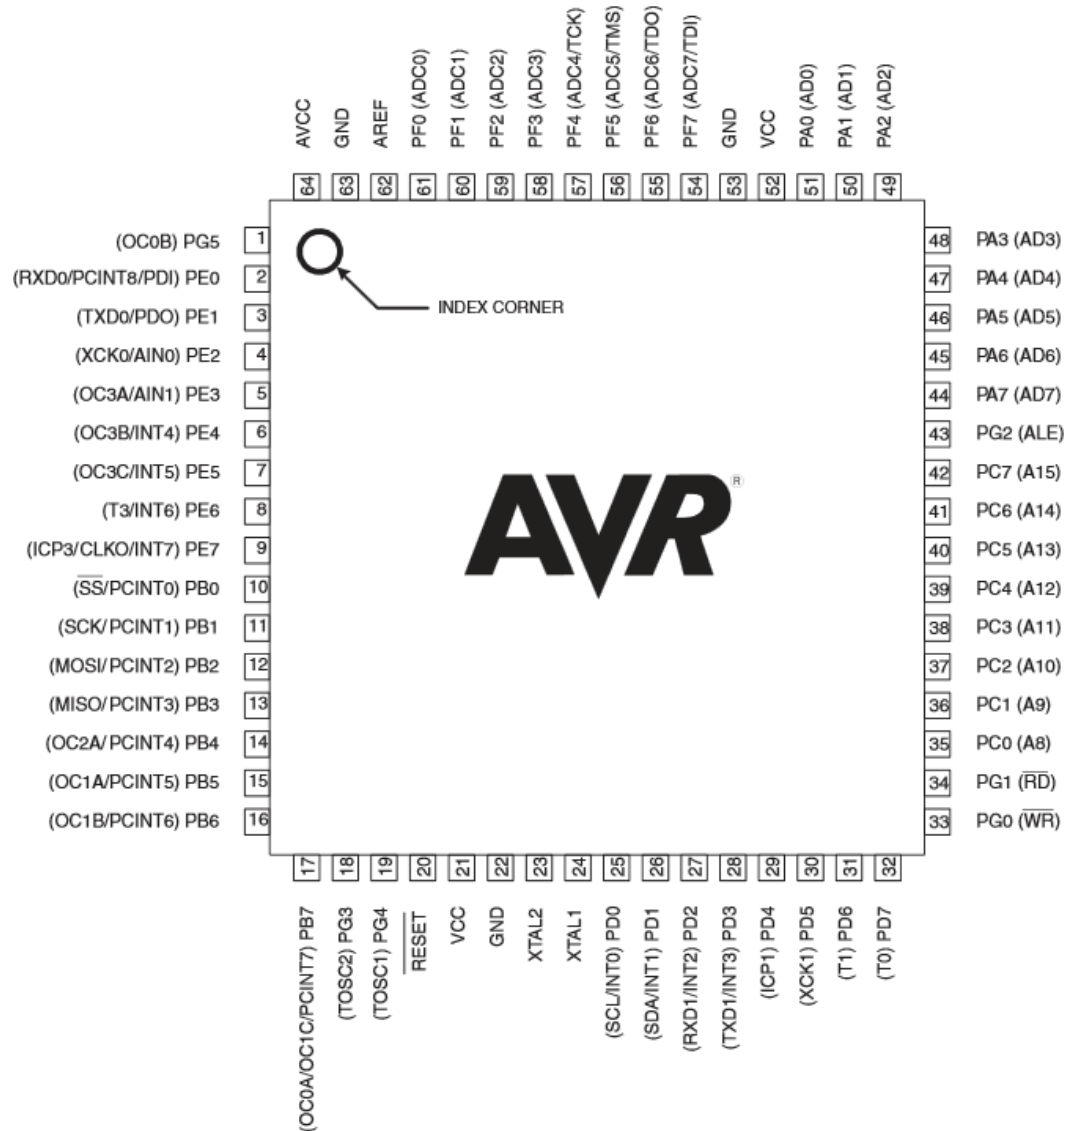 AVCC
GND
AREF
PF0 (ADC0)
PF1 (ADC1)
PF2 (ADC2)
PF3 (ADC3)
PF4 (ADC4/TCK)
PF5 (ADC5/TMS)
PF6 (ADC6/TDO)
PF7 (ADC7/TDI)
GND
VCC
PA0 (AD0)
PA1 (AD1)
PA2 (AD2)
64
63
62
61
60
59
58
57
56
55
54
53
52
51
50
49
(OC0B) PG5 1
(RXD0/PCINT8/PDI) PE0 2
(TXD0/PDO) PE1 3
(XCK0/AIN0) PE2 4
(OC3A/AIN1) PE3 5
(OC3B/INT4) PE4 6
(OC3C/INT5) PE5 7
(T3/INT6) PE6 8
(ICP3/CLKO/INT7) PE7 9
(SS/PCINT0) PB0 10
(SCK/PCINT1) PB1 11
(MOSI/PCINT2) PB2 12
(MISO/PCINT3) PB3 13
(OC2A/PCINT4) PB4 14
(OC1A/PCINT5) PB5 15
(OC1B/PCINT6) PB6 16
INDEX CORNER
AVR®
48 PA3 (AD3)
47 PA4 (AD4)
46 PA5 (AD5)
45 PA6 (AD6)
44 PA7 (AD7)
43 PG2 (ALE)
42 PC7 (A15)
41 PC6 (A14)
40 PC5 (A13)
39 PC4 (A12)
38 PC3 (A11)
37 PC2 (A10)
36 PC1 (A9)
35 PC0 (A8)
34 PG1 (RD)
33 PG0 (WR)
17
18
19
20
21
22
23
24
25
26
27
28
29
30
31
32
(OC0A/OC1C/PCINT7) PB7
(TOSC2) PG3
(TOSC1) PG4
RESET
VCC
GND
XTAL2
XTAL1
(SCL/INT0) PD0
(SDA/INT1) PD1
(RXD1/INT2) PD2
(TXD1/INT3) PD3
(ICP1) PD4
(XCK1) PD5
(T1) PD6
(T0) PD7